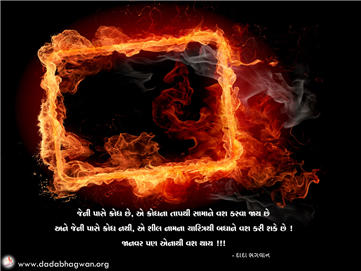 જેની પાસે ક્રોધ છે, એ ક્રોધના તાપથી સામાને વશ કરવા જાય છે
અને જેની પાસે ક્રોધ નથી, એ શીલ નામના ચારિત્રથી બધાને વશ કરી શકે છે !
જાનવર પણ એનાથી વશ થાય !!!
- દાદા ભગવાન
www.dadabhagwan.org